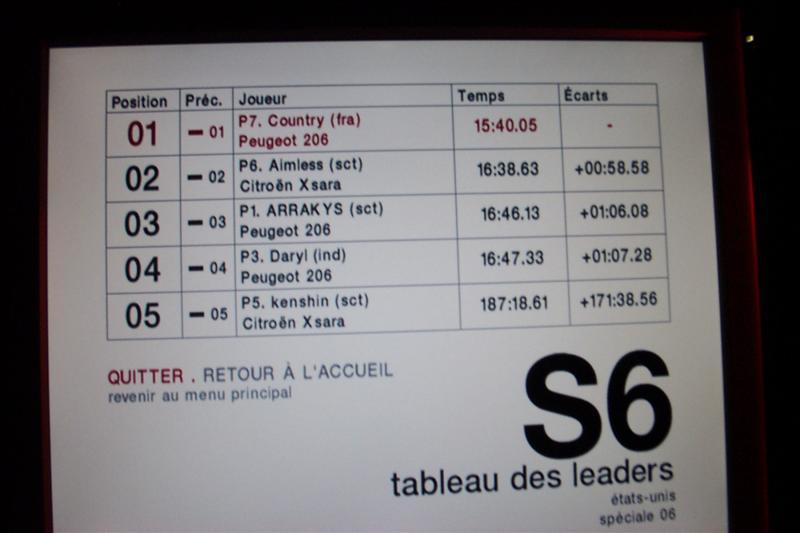 Position Préc. Joueur Temps Écarts
01 – 01 P7. Country (fra) 15:40.05 -
Peugeot 206
02 – 02 P6. Aimless (sct) 16:38.63 +00:58.58
Citroën Xsara
03 – 03 P1. ARRAKYS (sct) 16:46.13 +01:06.08
Peugeot 206
04 – 04 P3. Daryl (ind) 16:47.33 +01:07.28
Peugeot 206
05 – 05 P5. kenshin (sct) 187:18.61 +171:38.56
Citroën Xsara
QUITTER . RETOUR À L'ACCUEIL
revenir au menu principal
S6
tableau des leaders
états-unis
spéciale 06